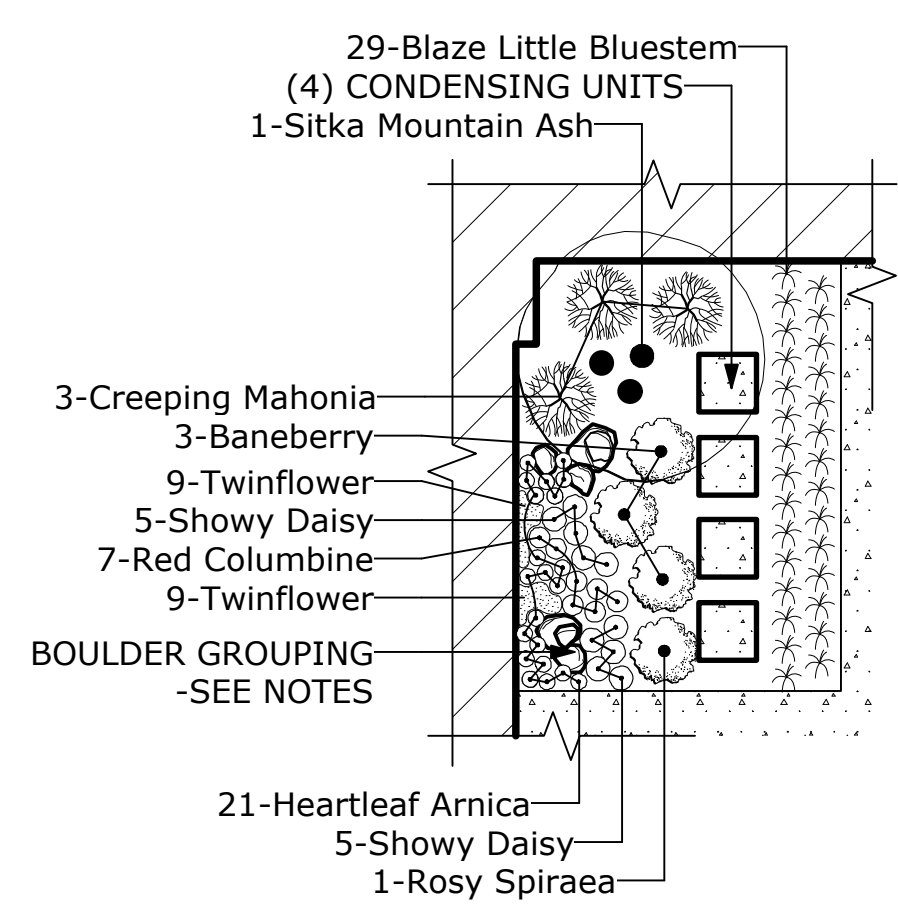 29-Blaze Little Bluestem
(4) CONDENSING UNITS
1-Sitka Mountain Ash
3-Creeping Mahonia
3-Baneberry
9-Twinflower
5-Showy Daisy
7-Red Columbine
9-Twinflower
BOULDER GROUPING
-SEE NOTES
21-Heartleaf Arnica
5-Showy Daisy
1-Rosy Spiraea